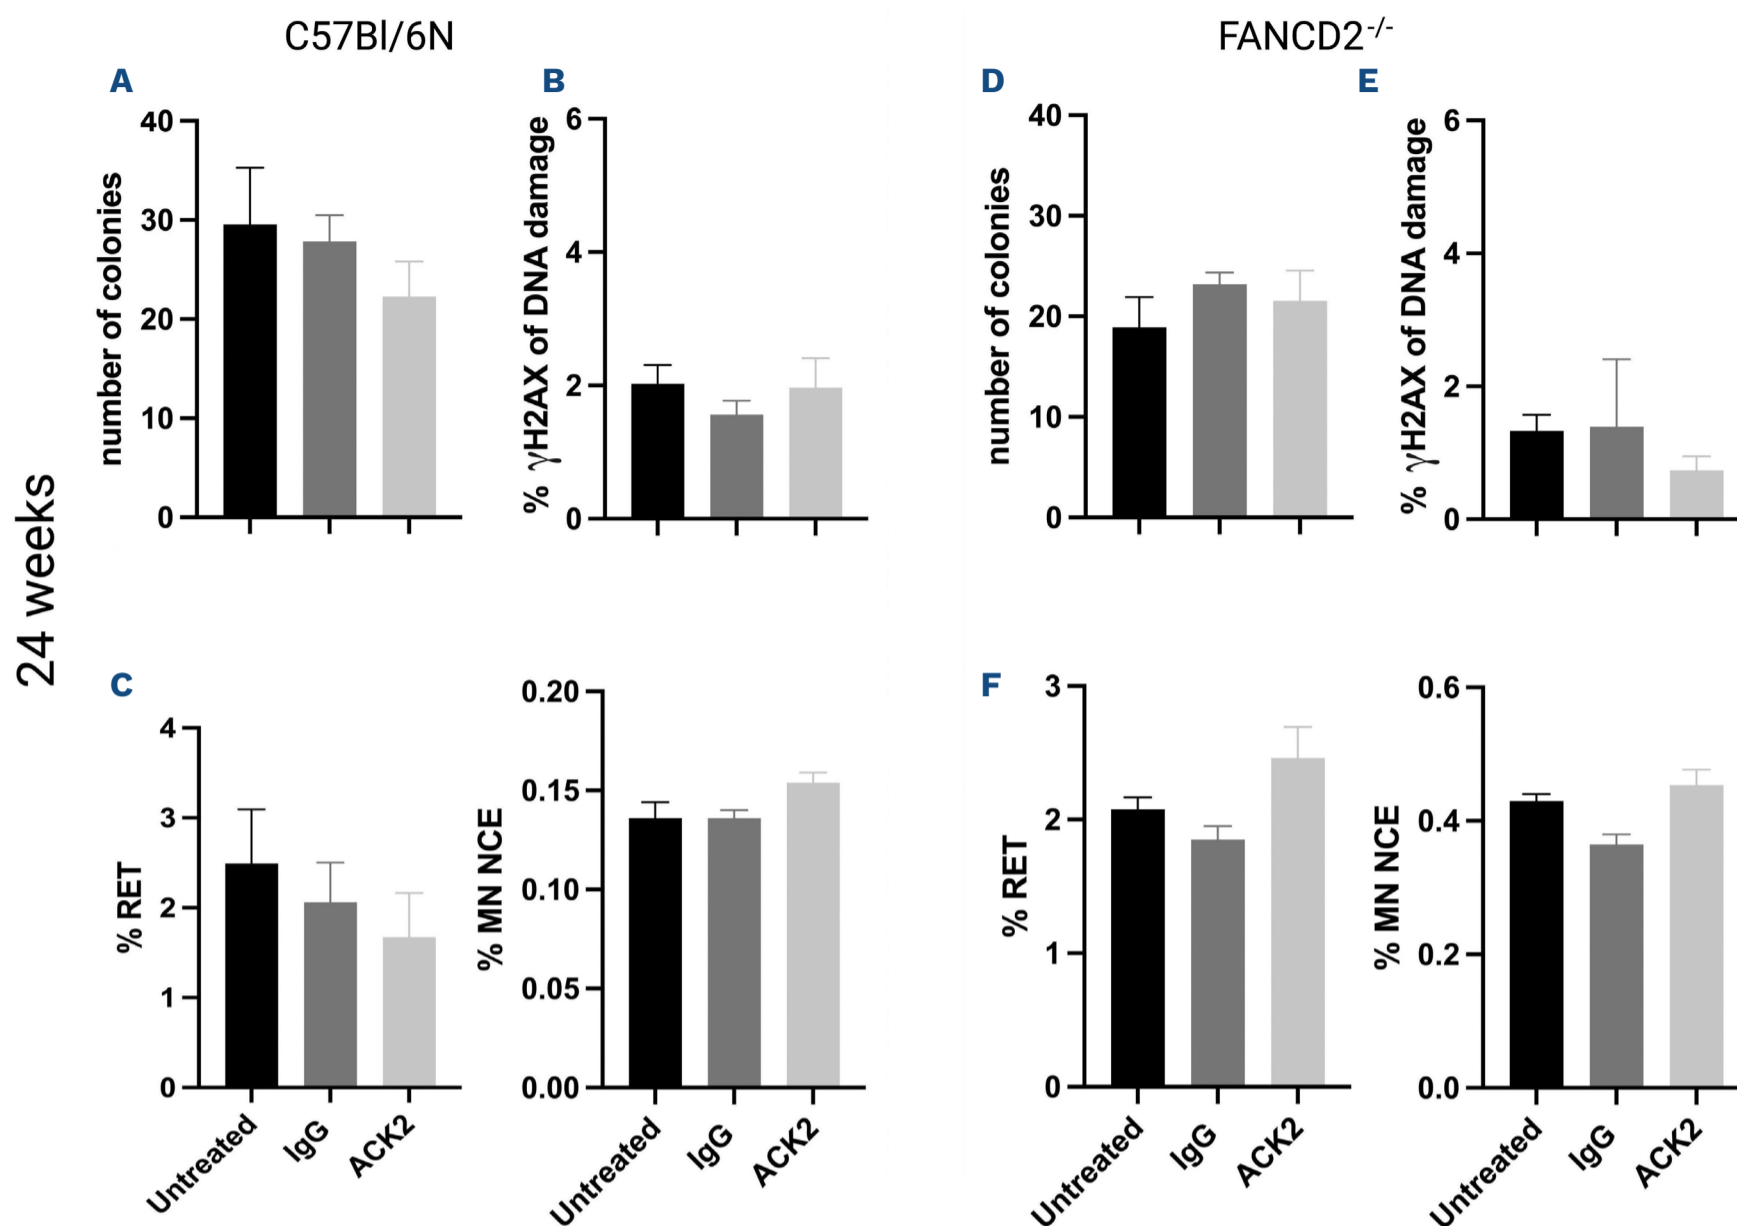 C57Bl/6N
FANCD2-/-
24 weeks
A
number of colonies
40
30
20
10
0
B
% γH2AX of DNA damage
6
4
2
0
D
number of colonies
40
30
20
10
0
E
% γH2AX of DNA damage
6
4
2
0
C
% RET
4
3
2
1
0
Untreated
IgG
ACK2
% MN NCE
0.20
0.15
0.10
0.05
0.00
Untreated
IgG
ACK2
F
% RET
3
2
1
0
Untreated
IgG
ACK2
% MN NCE
0.6
0.4
0.2
0.0
Untreated
IgG
ACK2